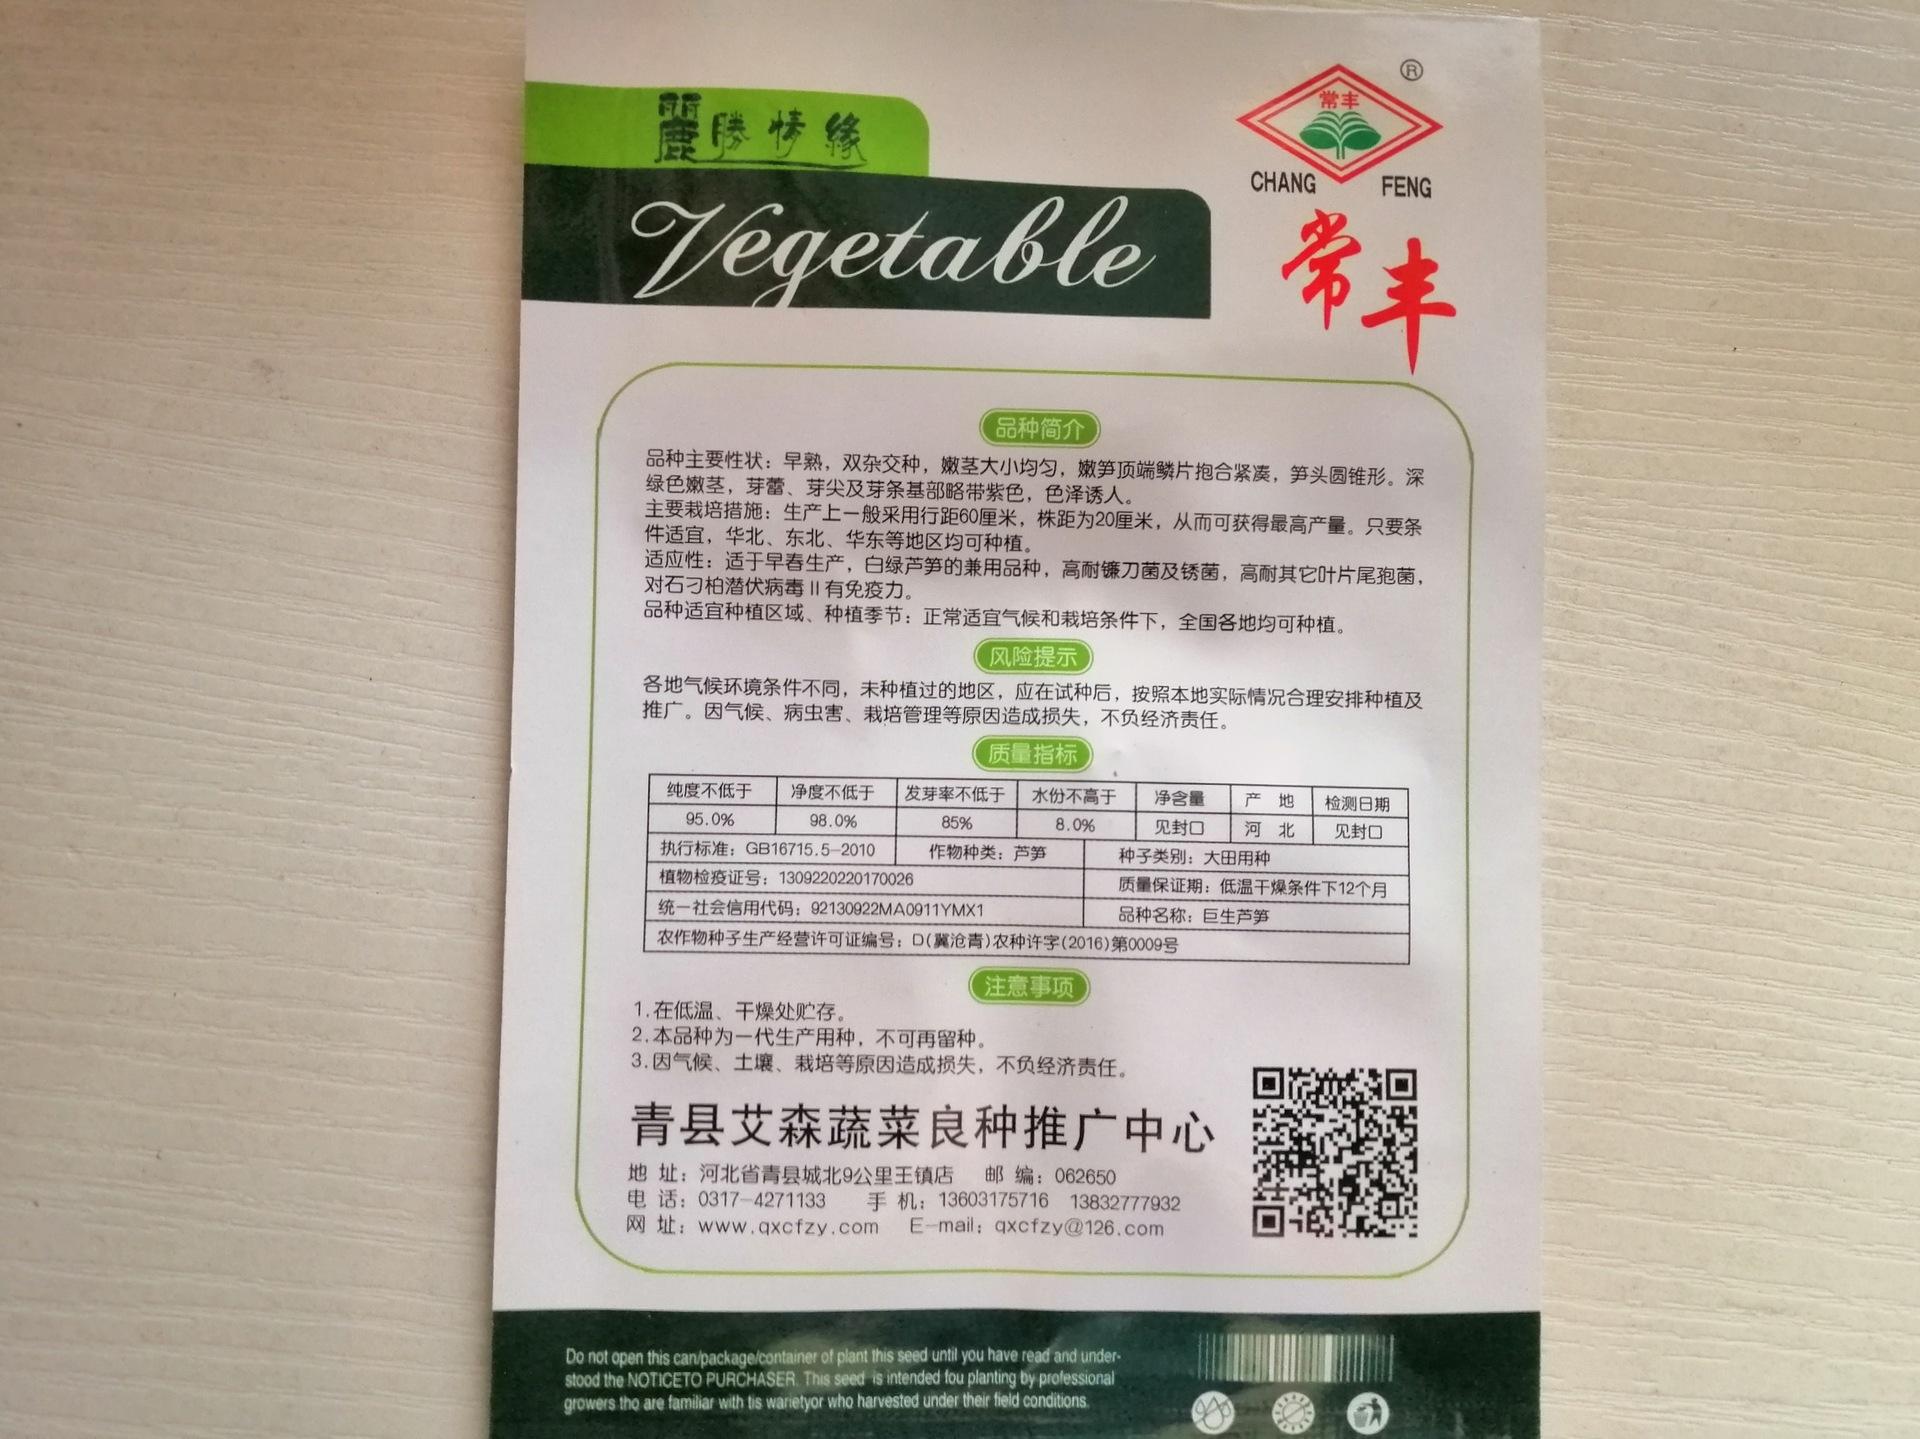 麗勝情緣
Vegetable
常丰
®
CHANG FENG
常丰
品种简介
品种主要性状：早熟，双杂交种，嫩茎大小均匀，嫩笋顶端鳞片抱合紧凑，笋头圆锥形。深
绿色嫩茎，芽蕾、芽尖及芽条基部略带紫色，色泽诱人。
主要栽培措施：生产上一般采用行距60厘米，株距为20厘米，从而可获得最高产量。只要条
件适宜，华北、东北、华东等地区均可种植。
适应性：适于早春生产，白绿芦笋的兼用品种，高耐镰刀菌及锈菌，高耐其它叶片尾孢菌，
对石刁柏潜伏病毒Ⅱ有免疫力。
品种适宜种植区域、种植季节：正常适宜气候和栽培条件下，全国各地均可种植。
风险提示
各地气候环境条件不同，未种植过的地区，应在试种后，按照本地实际情况合理安排种植及
推广。因气候、病虫害、栽培管理等原因造成损失，不负经济责任。
质量指标
纯度不低于 净度不低于 发芽率不低于 水份不高于 净含量 产 地 检测日期
95.0% 98.0% 85% 8.0% 见封口 河 北 见封口
执行标准：GB16715.5-2010 作物种类：芦笋 种子类别：大田用种
植物检疫证号：1309220220170026 质量保证期：低温干燥条件下12个月
统一社会信用代码：92130922MA0911YMX1 品种名称：巨生芦笋
农作物种子生产经营许可证编号：D(冀沧青)农种许字(2016)第0009号
注意事项
1.在低温、干燥处贮存。
2.本品种为一代生产用种，不可再留种。
3.因气候、土壤、栽培等原因造成损失，不负经济责任。
青县艾森蔬菜良种推广中心
地 址：河北省青县城北9公里王镇店 邮 编：062650
电 话：0317-4271133 手 机：13603175716 13832777932
网 址：www.qxcfzy.com E-mail：qxcfzy@126.com
Do not open this can/package/container of plant this seed until you have read and under-
stood the NOTICETO PURCHASER. This seed is intended fou planting by professional
growers tho are familiar with tis warietyor who harvested under their field conditions.